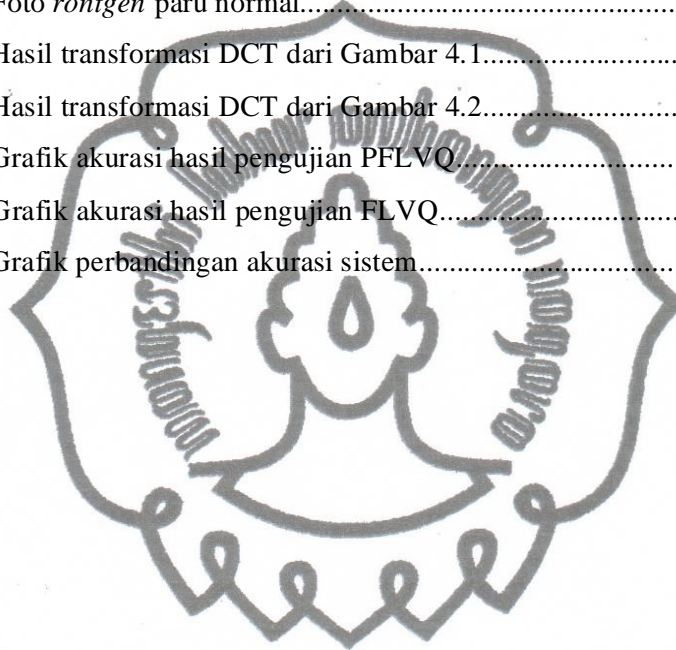 Foto rontgen paru normal.............................................
Hasil transformasi DCT dari Gambar 4.1..........................
Hasil transformasi DCT dari Gambar 4.2..........................
Grafik akurasi hasil pengujian PFLVQ..............................
Grafik akurasi hasil pengujian FLVQ................................
Grafik perbandingan akurasi sistem...................................